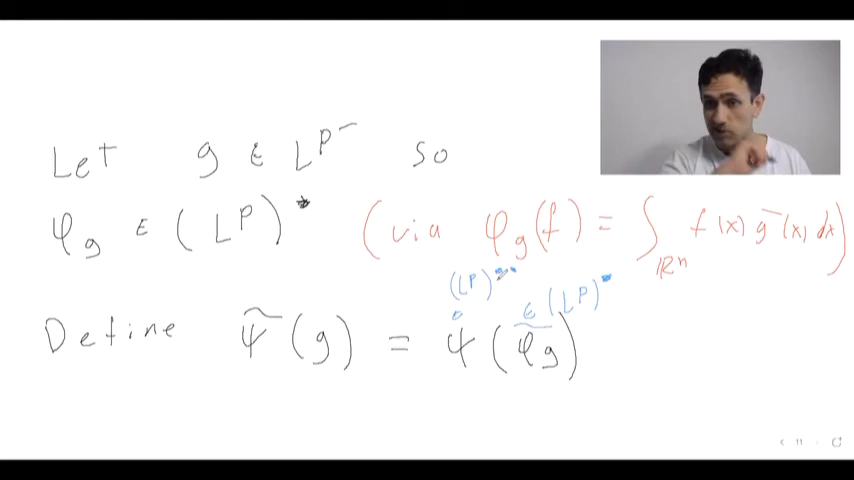 Let g ∈ L^p⁻ so
φ_g ∈ (L^p)^* (via φ_g(f) = ∫_{ℝ^n} f(x) g̅(x) dx)
(L^p)^** ∈ (L^p)^*
∈
Define ψ̃(g) = ψ(φ_g)